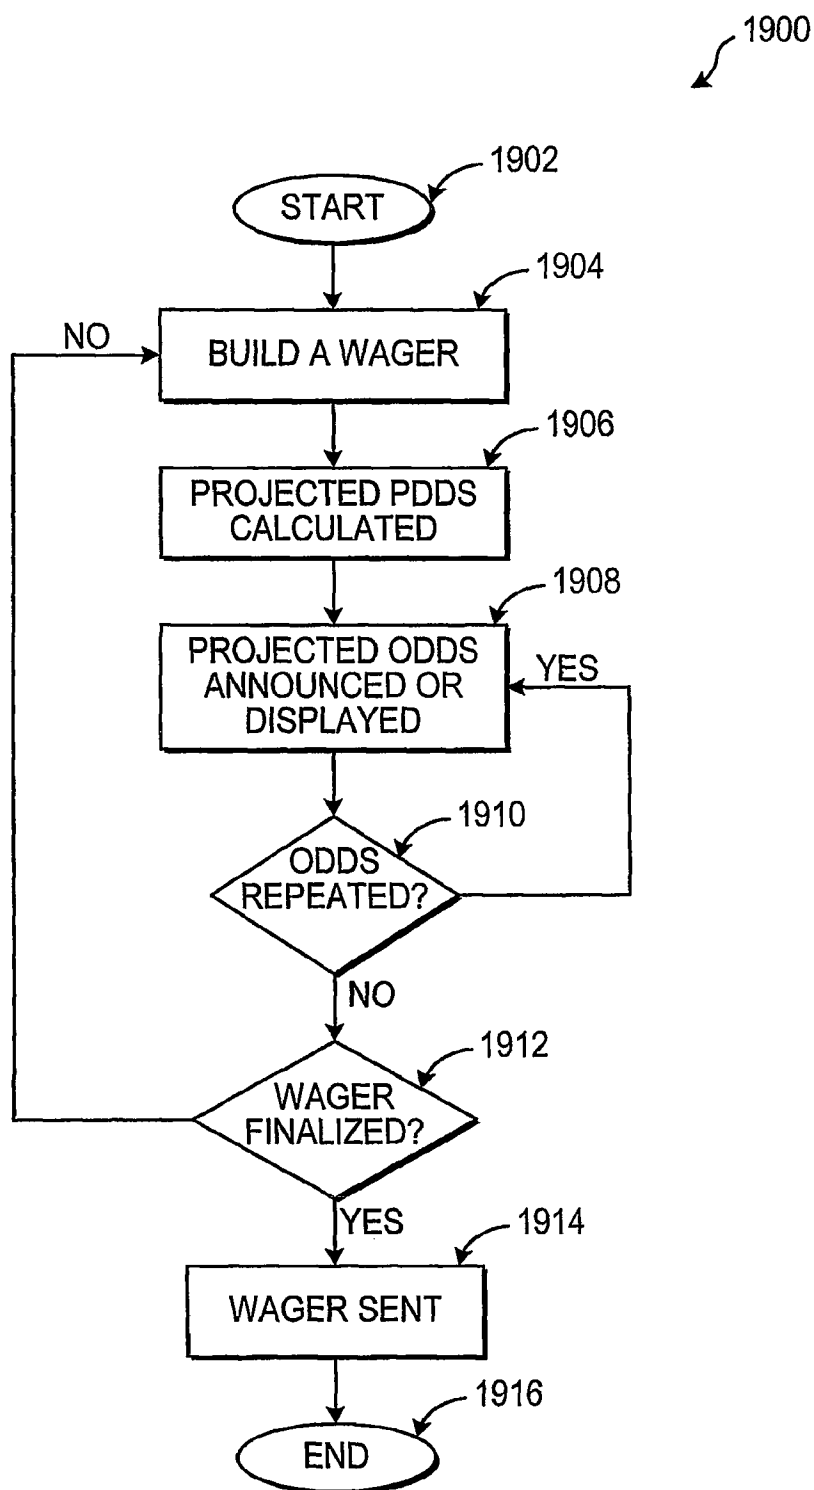 1900
1902
START
1904
NO
BUILD A WAGER
1906
PROJECTED PDDS
CALCULATED
1908
PROJECTED ODDS
ANNOUNCED OR
DISPLAYED
YES
1910
ODDS
REPEATED?
NO
1912
WAGER
FINALIZED?
YES
1914
WAGER SENT
1916
END